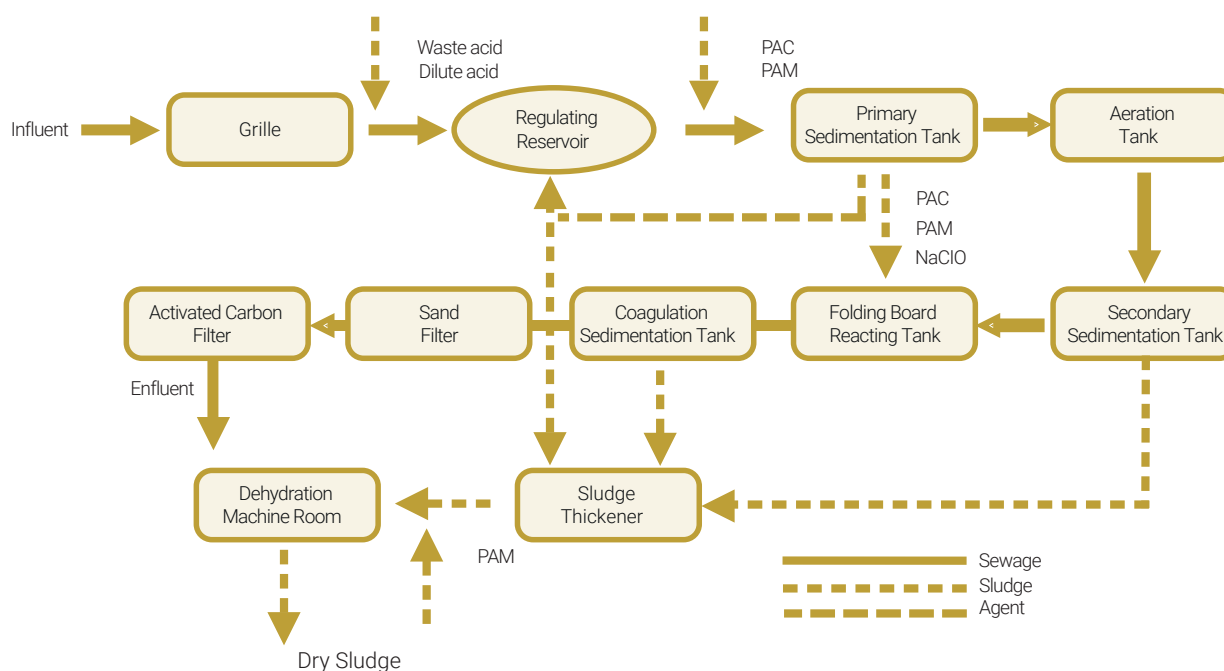 Waste acid
Dilute acid
PAC
PAM
Influent
Grille
Regulating
Reservoir
Primary
Sedimentation Tank
Aeration
Tank
PAC
PAM
NaClO
Activated Carbon
Filter
Sand
Filter
Coagulation
Sedimentation Tank
Folding Board
Reacting Tank
Secondary
Sedimentation Tank
Enfluent
Dehydration
Machine Room
Sludge
Thickener
PAM
Sewage
Sludge
Agent
Dry Sludge